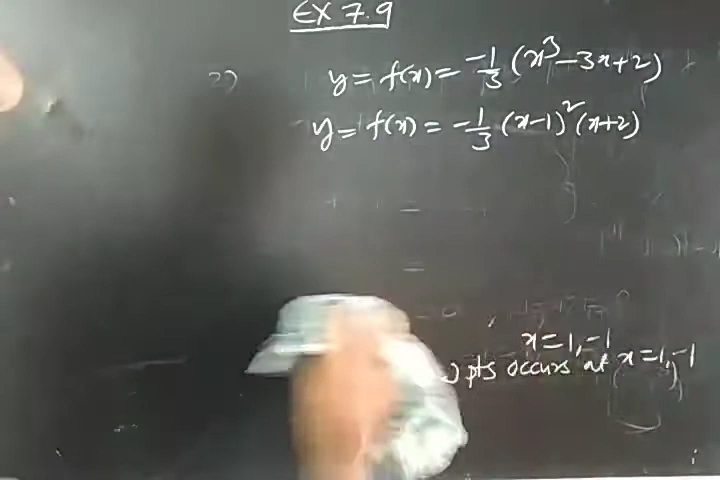 EX 7.9
2) y = f(x) = -1/3 (x³ - 3x + 2)
y = f(x) = -1/3 (x-1)² (x+2)
x = 1, -1
pts occurs at x = 1, -1